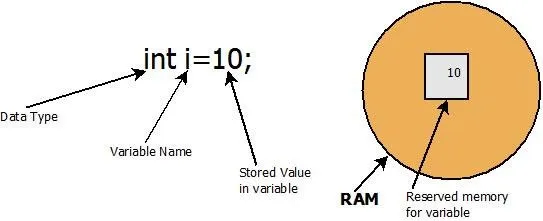 int i=10;
Data Type
Variable Name
Stored Value
in variable
10
RAM
Reserved memory
for variable